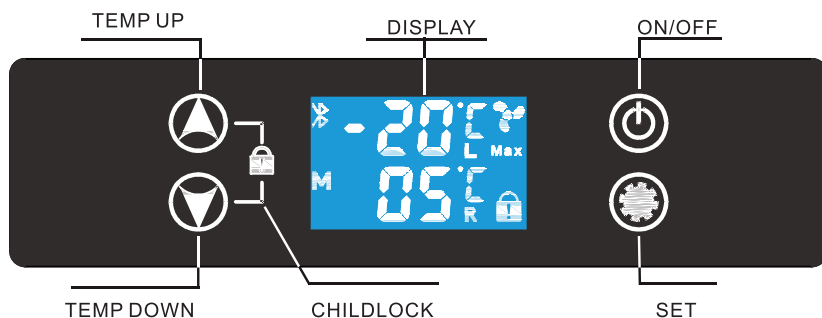 TEMP UP
DISPLAY
ON/OFF
-20°C
L Max
M
05°C
R
TEMP DOWN
CHILDLOCK
SET